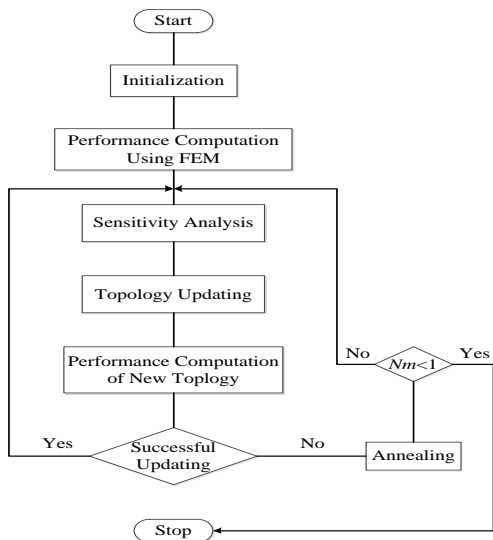 Start
Initialization
Performance Computation
Using FEM
Sensitivity Analysis
Topology Updating
Performance Computation
of New Toplogy
No
Nm<1
Yes
Yes
Successful
Updating
No
Annealing
Stop